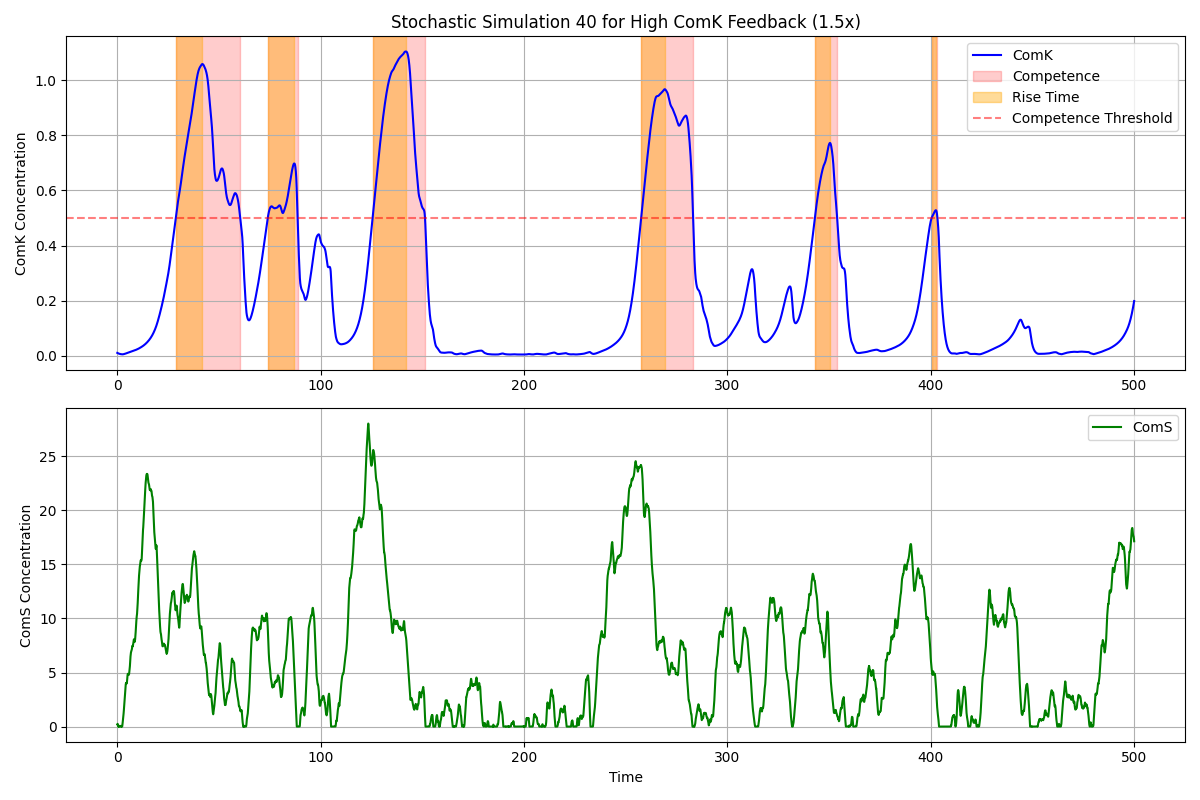 Stochastic Simulation 40 for High ComK Feedback (1.5x)
ComK Concentration
1.0
0.8
0.6
0.4
0.2
0.0
ComK
Competence
Rise Time
Competence Threshold
0 100 200 300 400 500
ComS Concentration
25
20
15
10
5
0
ComS
0 100 200 300 400 500
Time